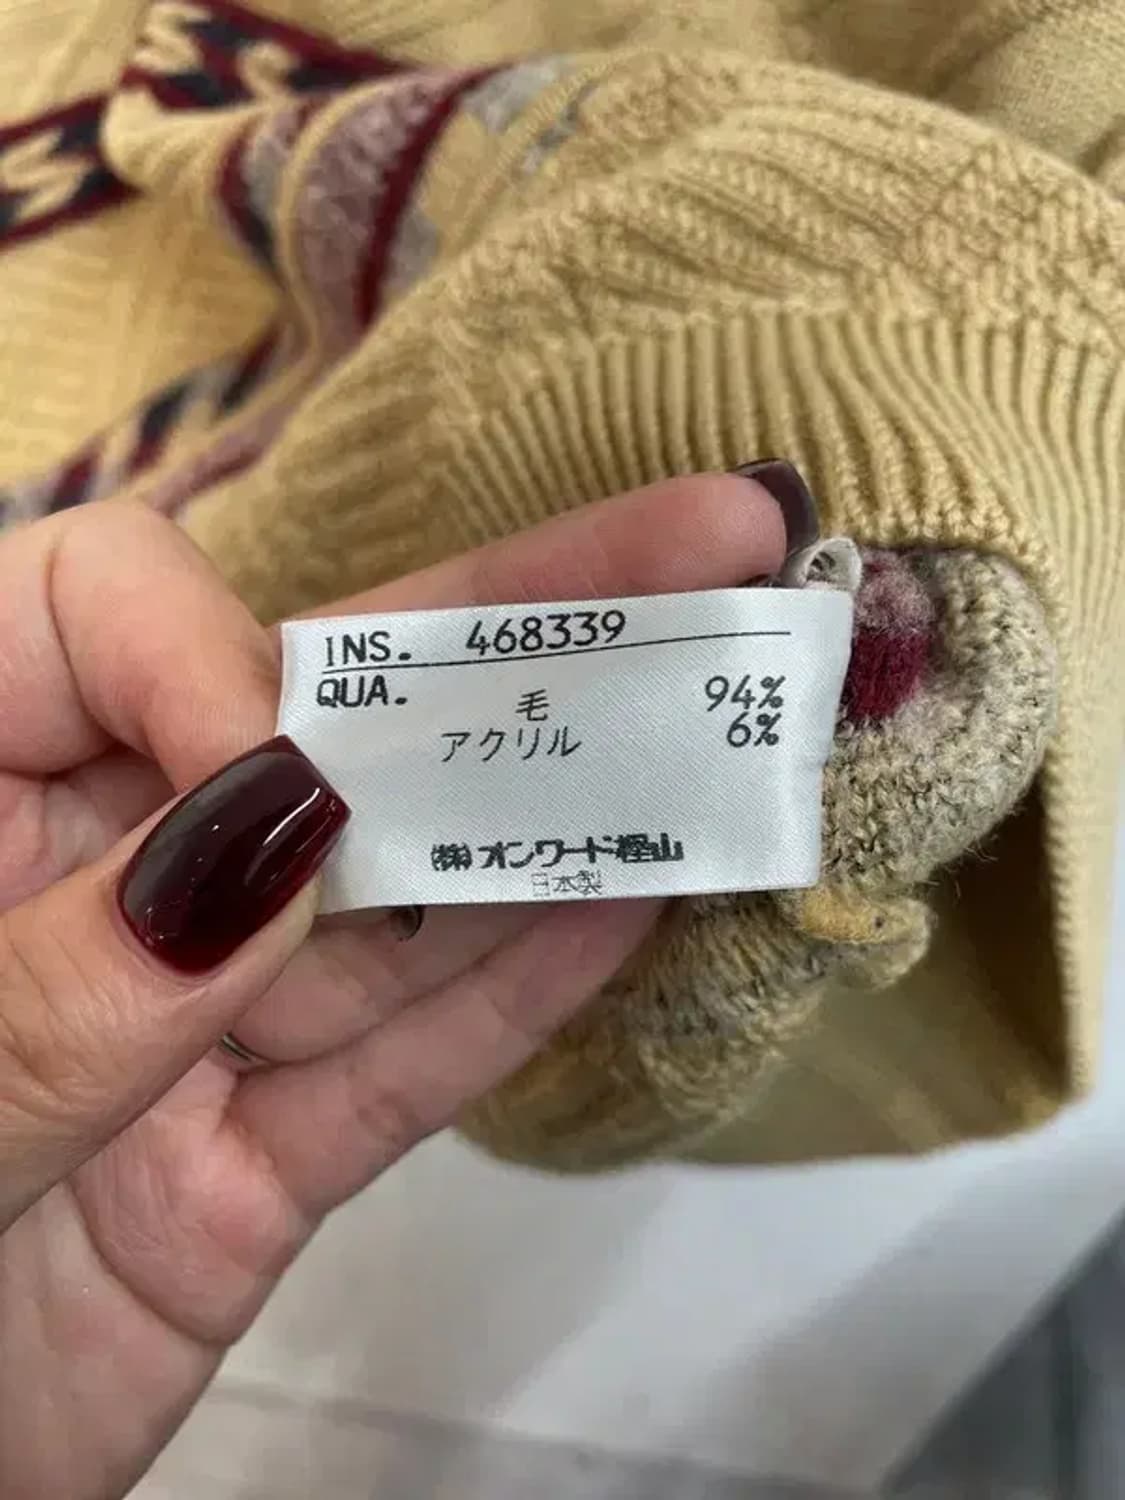 INS. 468339
QUA.
毛 94%
アクリル 6%
(株)オンワード樫山
日本製